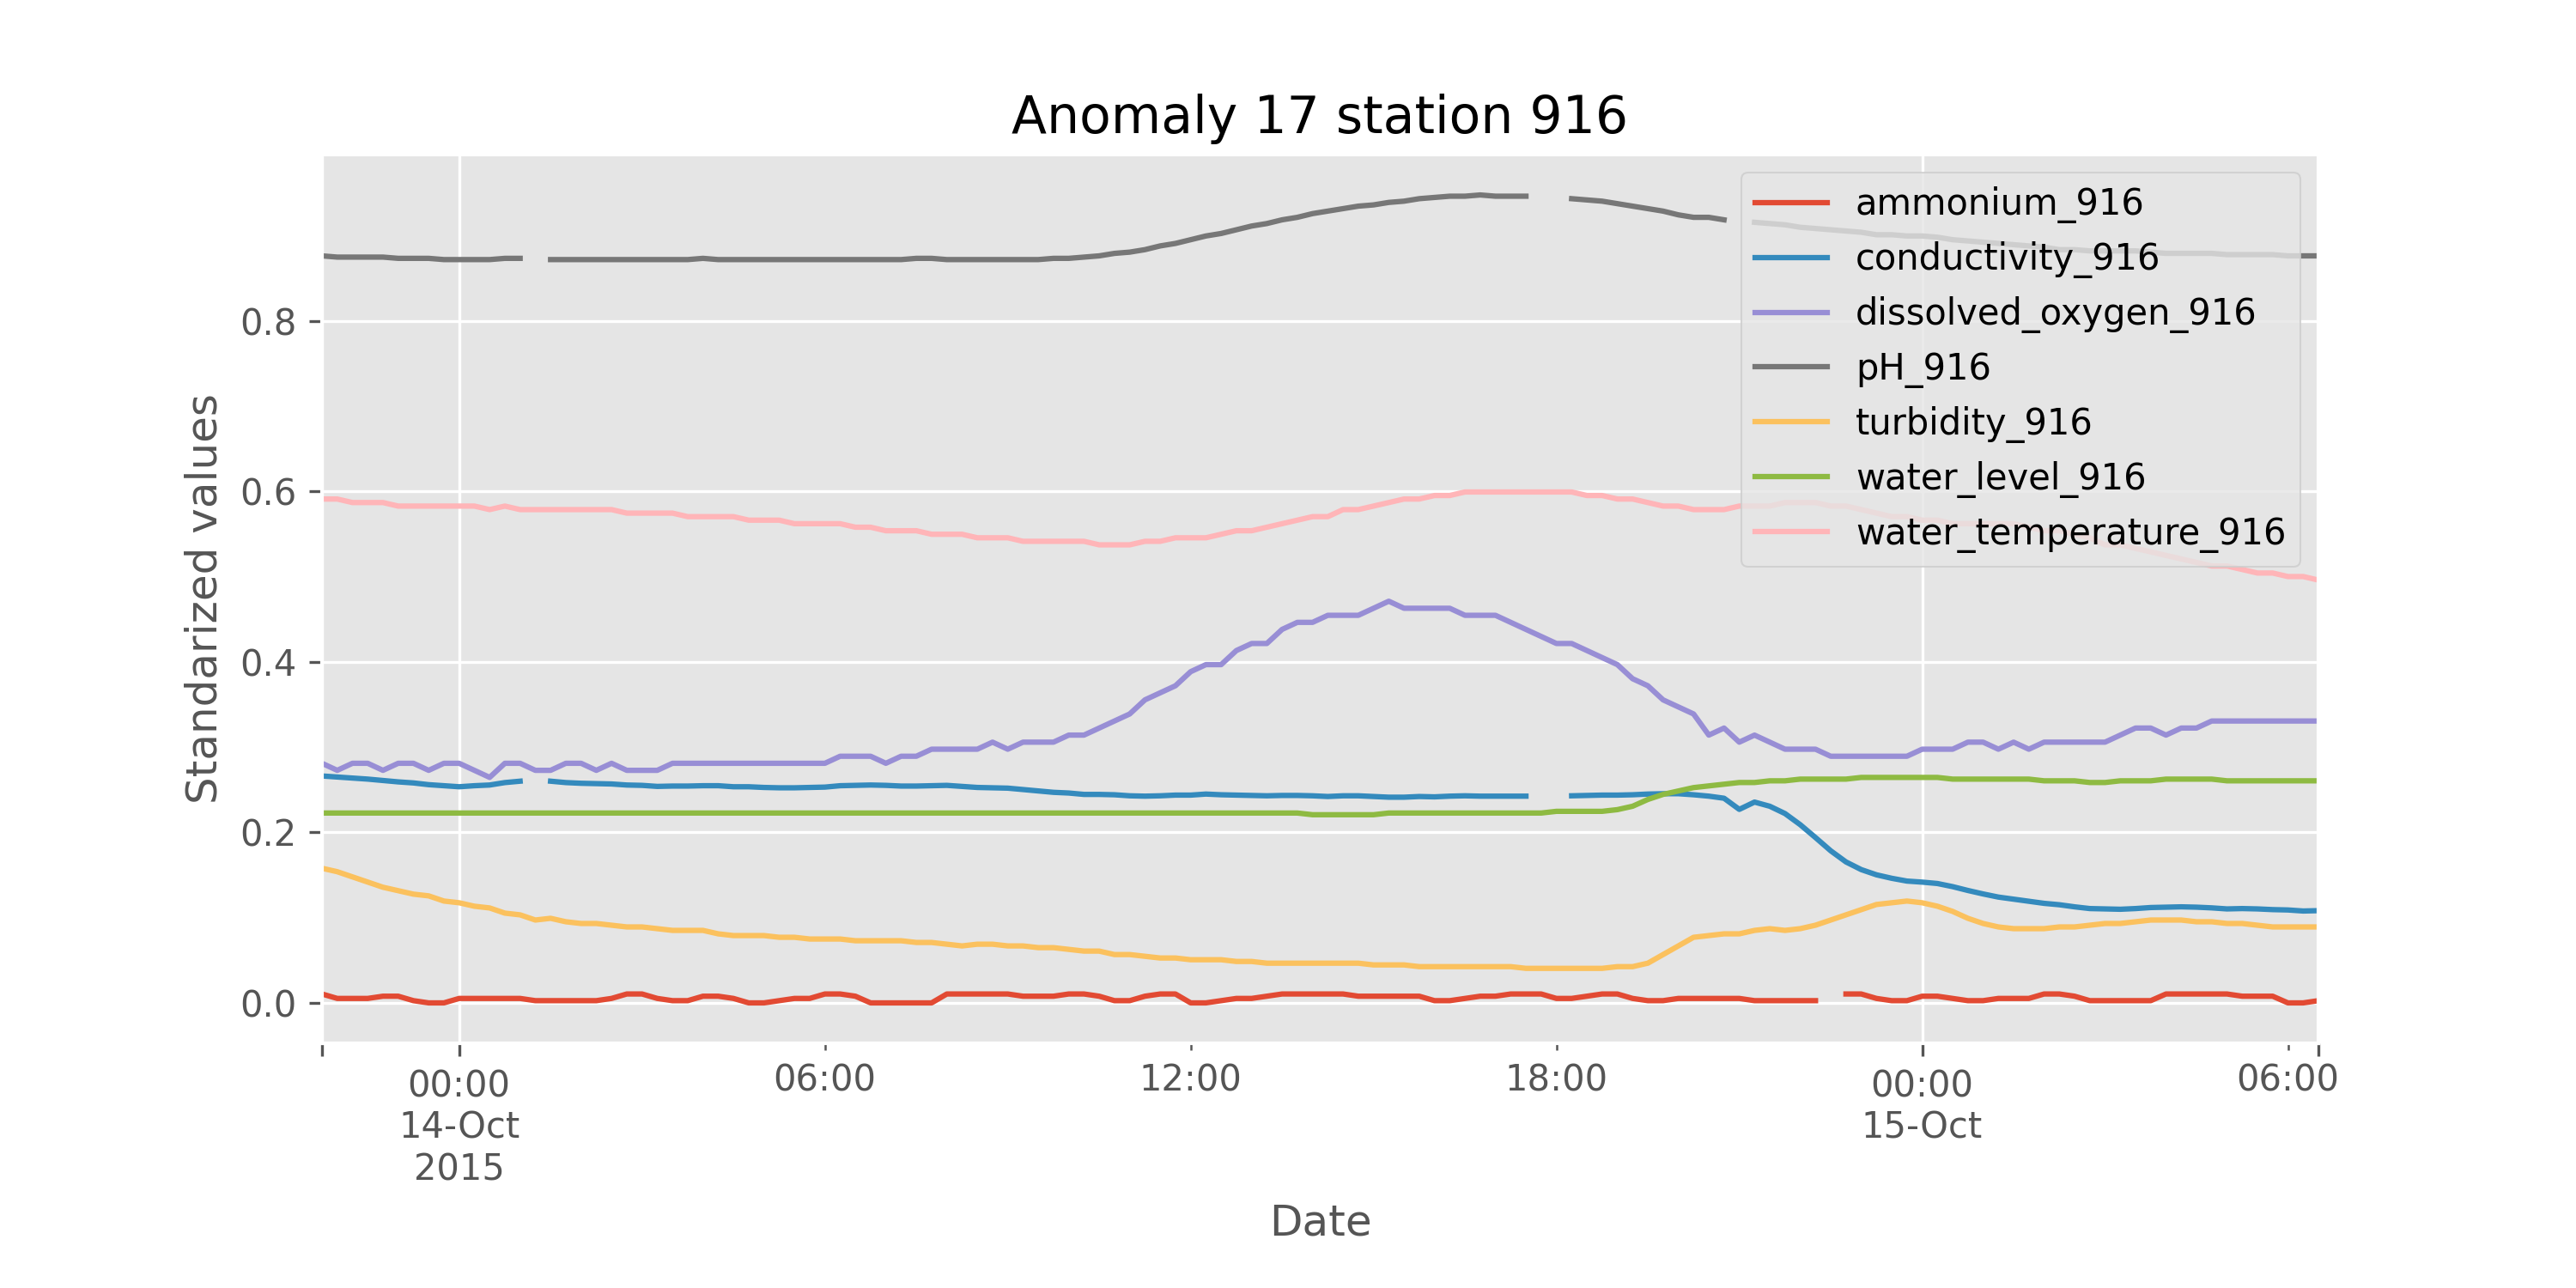 Anomaly 17 station 916
ammonium_916
conductivity_916
dissolved_oxygen_916
pH_916
turbidity_916
water_level_916
water_temperature_916
Standarized values
0.8
0.6
0.4
0.2
0.0
00:00
14-Oct
2015
06:00
12:00
18:00
00:00
15-Oct
06:00
Date